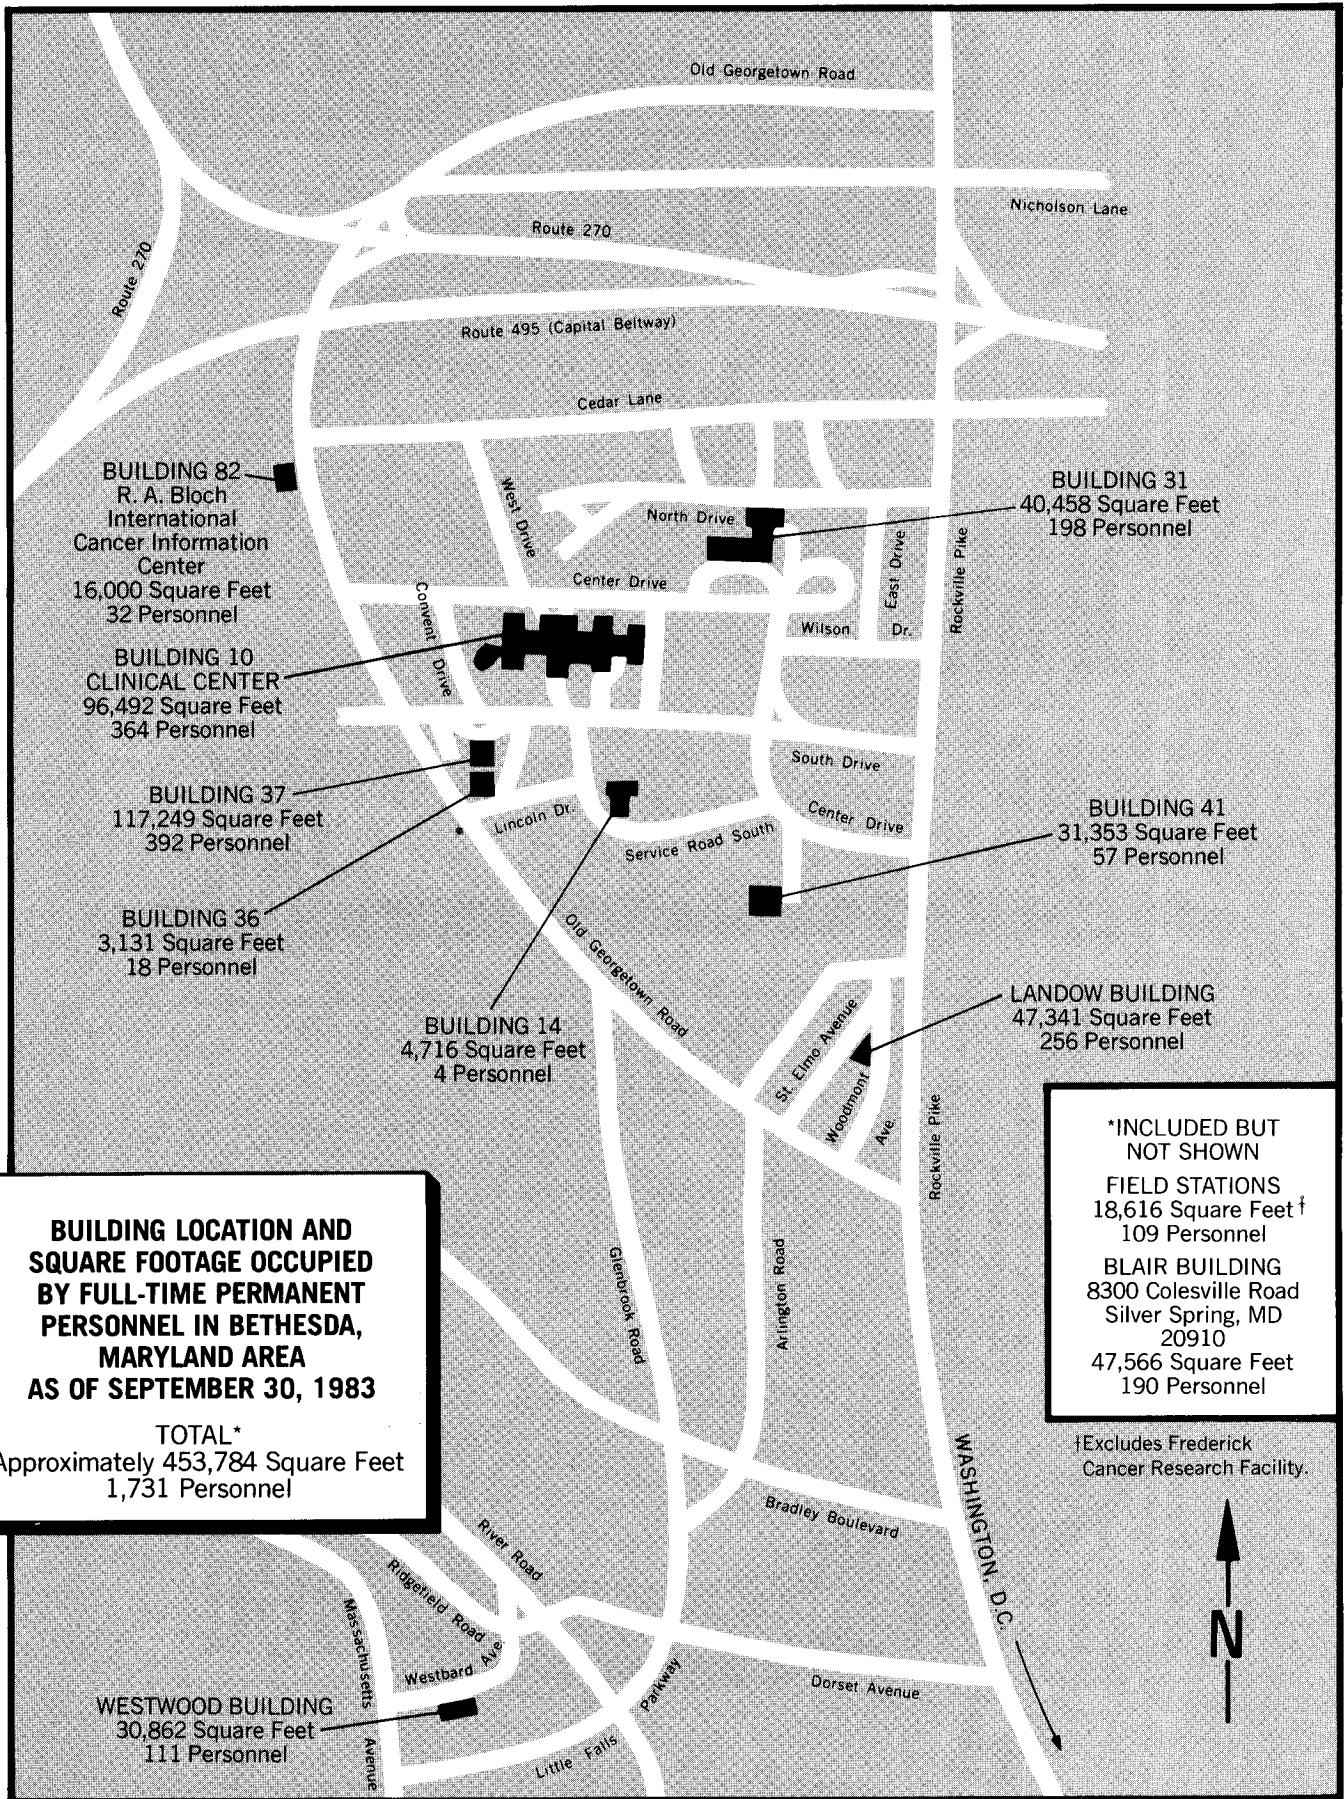 Old Georgetown Road
Nicholson Lane
Route 270
Route 270
Route 495 (Capital Beltway)
Cedar Lane
BUILDING 82
R. A. Bloch
International
Cancer Information
Center
16,000 Square Feet
32 Personnel
West Drive
North Drive
BUILDING 31
40,458 Square Feet
198 Personnel
East Drive
Rockville Pike
Center Drive
Convent Drive
Wilson Dr.
BUILDING 10
CLINICAL CENTER
96,492 Square Feet
364 Personnel
South Drive
BUILDING 37
117,249 Square Feet
392 Personnel
Lincoln Dr.
Service Road South
Center Drive
BUILDING 41
31,353 Square Feet
57 Personnel
BUILDING 36
3,131 Square Feet
18 Personnel
Old Georgetown Road
BUILDING 14
4,716 Square Feet
4 Personnel
St. Elmo Avenue
Woodmont Ave.
LANDOW BUILDING
47,341 Square Feet
256 Personnel
Rockville Pike
*INCLUDED BUT
NOT SHOWN
FIELD STATIONS
18,616 Square Feet †
109 Personnel
BLAIR BUILDING
8300 Colesville Road
Silver Spring, MD
20910
47,566 Square Feet
190 Personnel
†Excludes Frederick
Cancer Research Facility.
BUILDING LOCATION AND
SQUARE FOOTAGE OCCUPIED
BY FULL-TIME PERMANENT
PERSONNEL IN BETHESDA,
MARYLAND AREA
AS OF SEPTEMBER 30, 1983
TOTAL*
Approximately 453,784 Square Feet
1,731 Personnel
Glenbrook Road
Arlington Road
Bradley Boulevard
WASHINGTON, D.C.
N
River Road
Ridgefield Road
Massachusetts Avenue
Westbard Ave.
Dorset Avenue
WESTWOOD BUILDING
30,862 Square Feet
111 Personnel
Little Falls Parkway